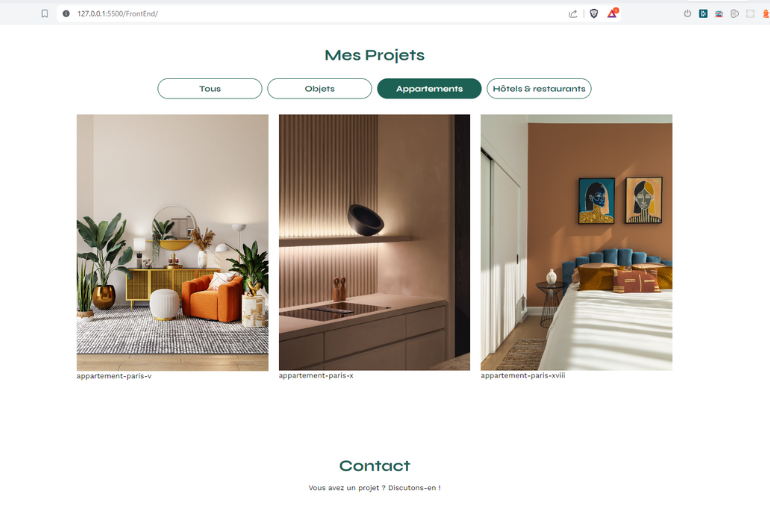 127.0.0.1:5500/FrontEnd/
Mes Projets
Tous
Objets
Appartements
Hôtels & restaurants
appartement-paris-v
appartement-paris-x
appartement-paris-xviii
Contact
Vous avez un projet ? Discutons-en !